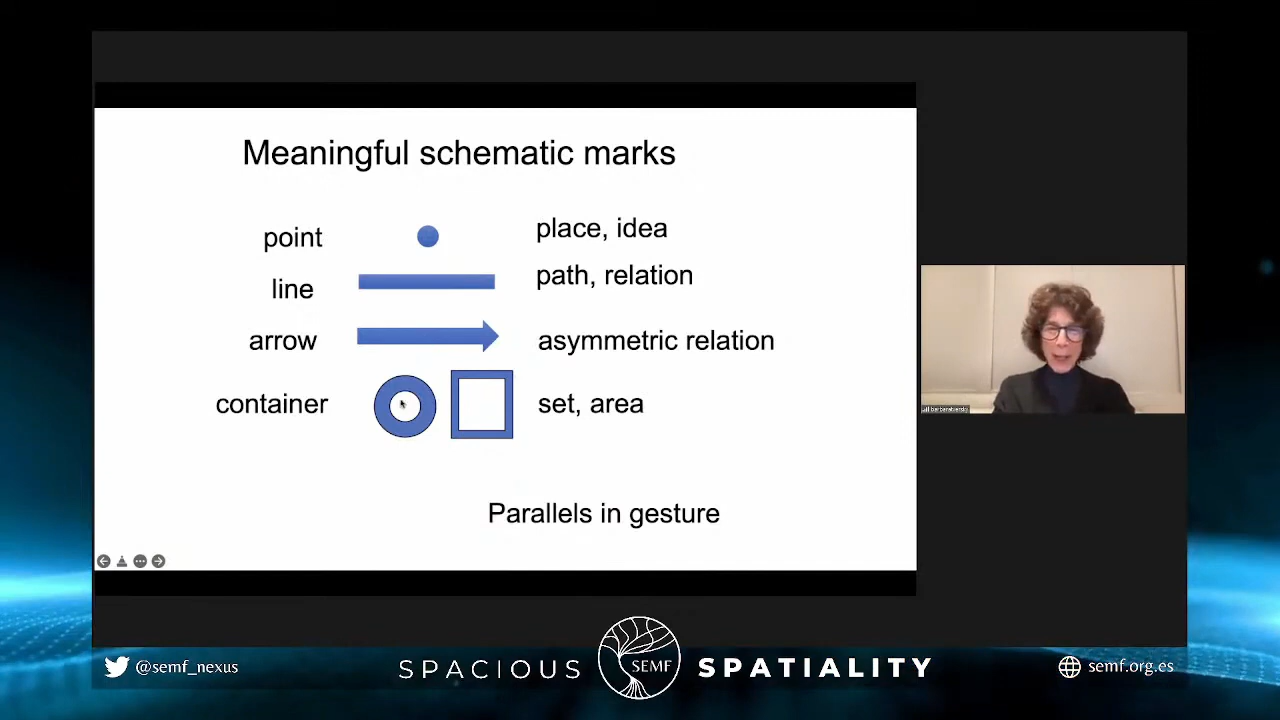 Meaningful schematic marks
point
place, idea
line
path, relation
arrow
asymmetric relation
container
set, area
Parallels in gesture
barbaratversky
@semf_nexus
SPACIOUS
SEMF
SPATIALITY
semf.org.es